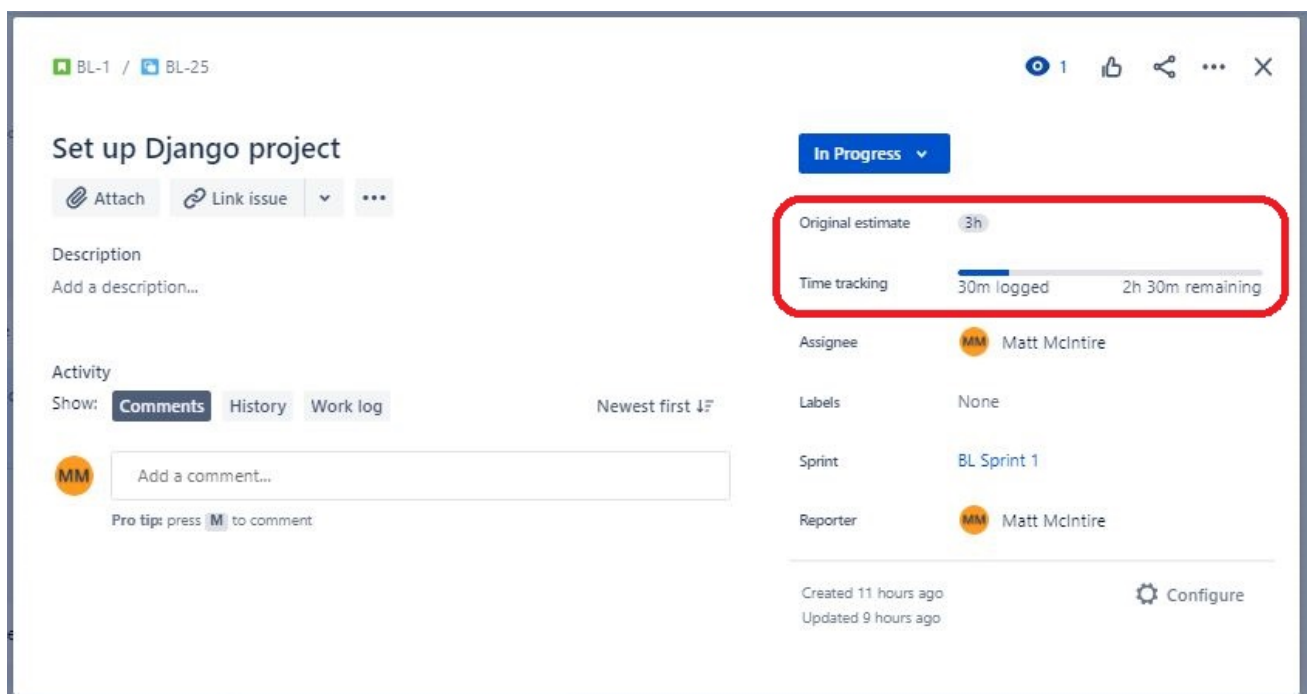 BL-1 / BL-25
1
Set up Django project
In Progress
Attach
Link issue
Original estimate
3h
Description
Add a description...
Time tracking
30m logged
2h 30m remaining
Assignee
MM
Matt McIntire
Activity
Show:
Comments
History
Work log
Newest first
Labels
None
MM
Add a comment...
Sprint
BL Sprint 1
Pro tip: press M to comment
Reporter
MM
Matt McIntire
Created 11 hours ago
Configure
Updated 9 hours ago